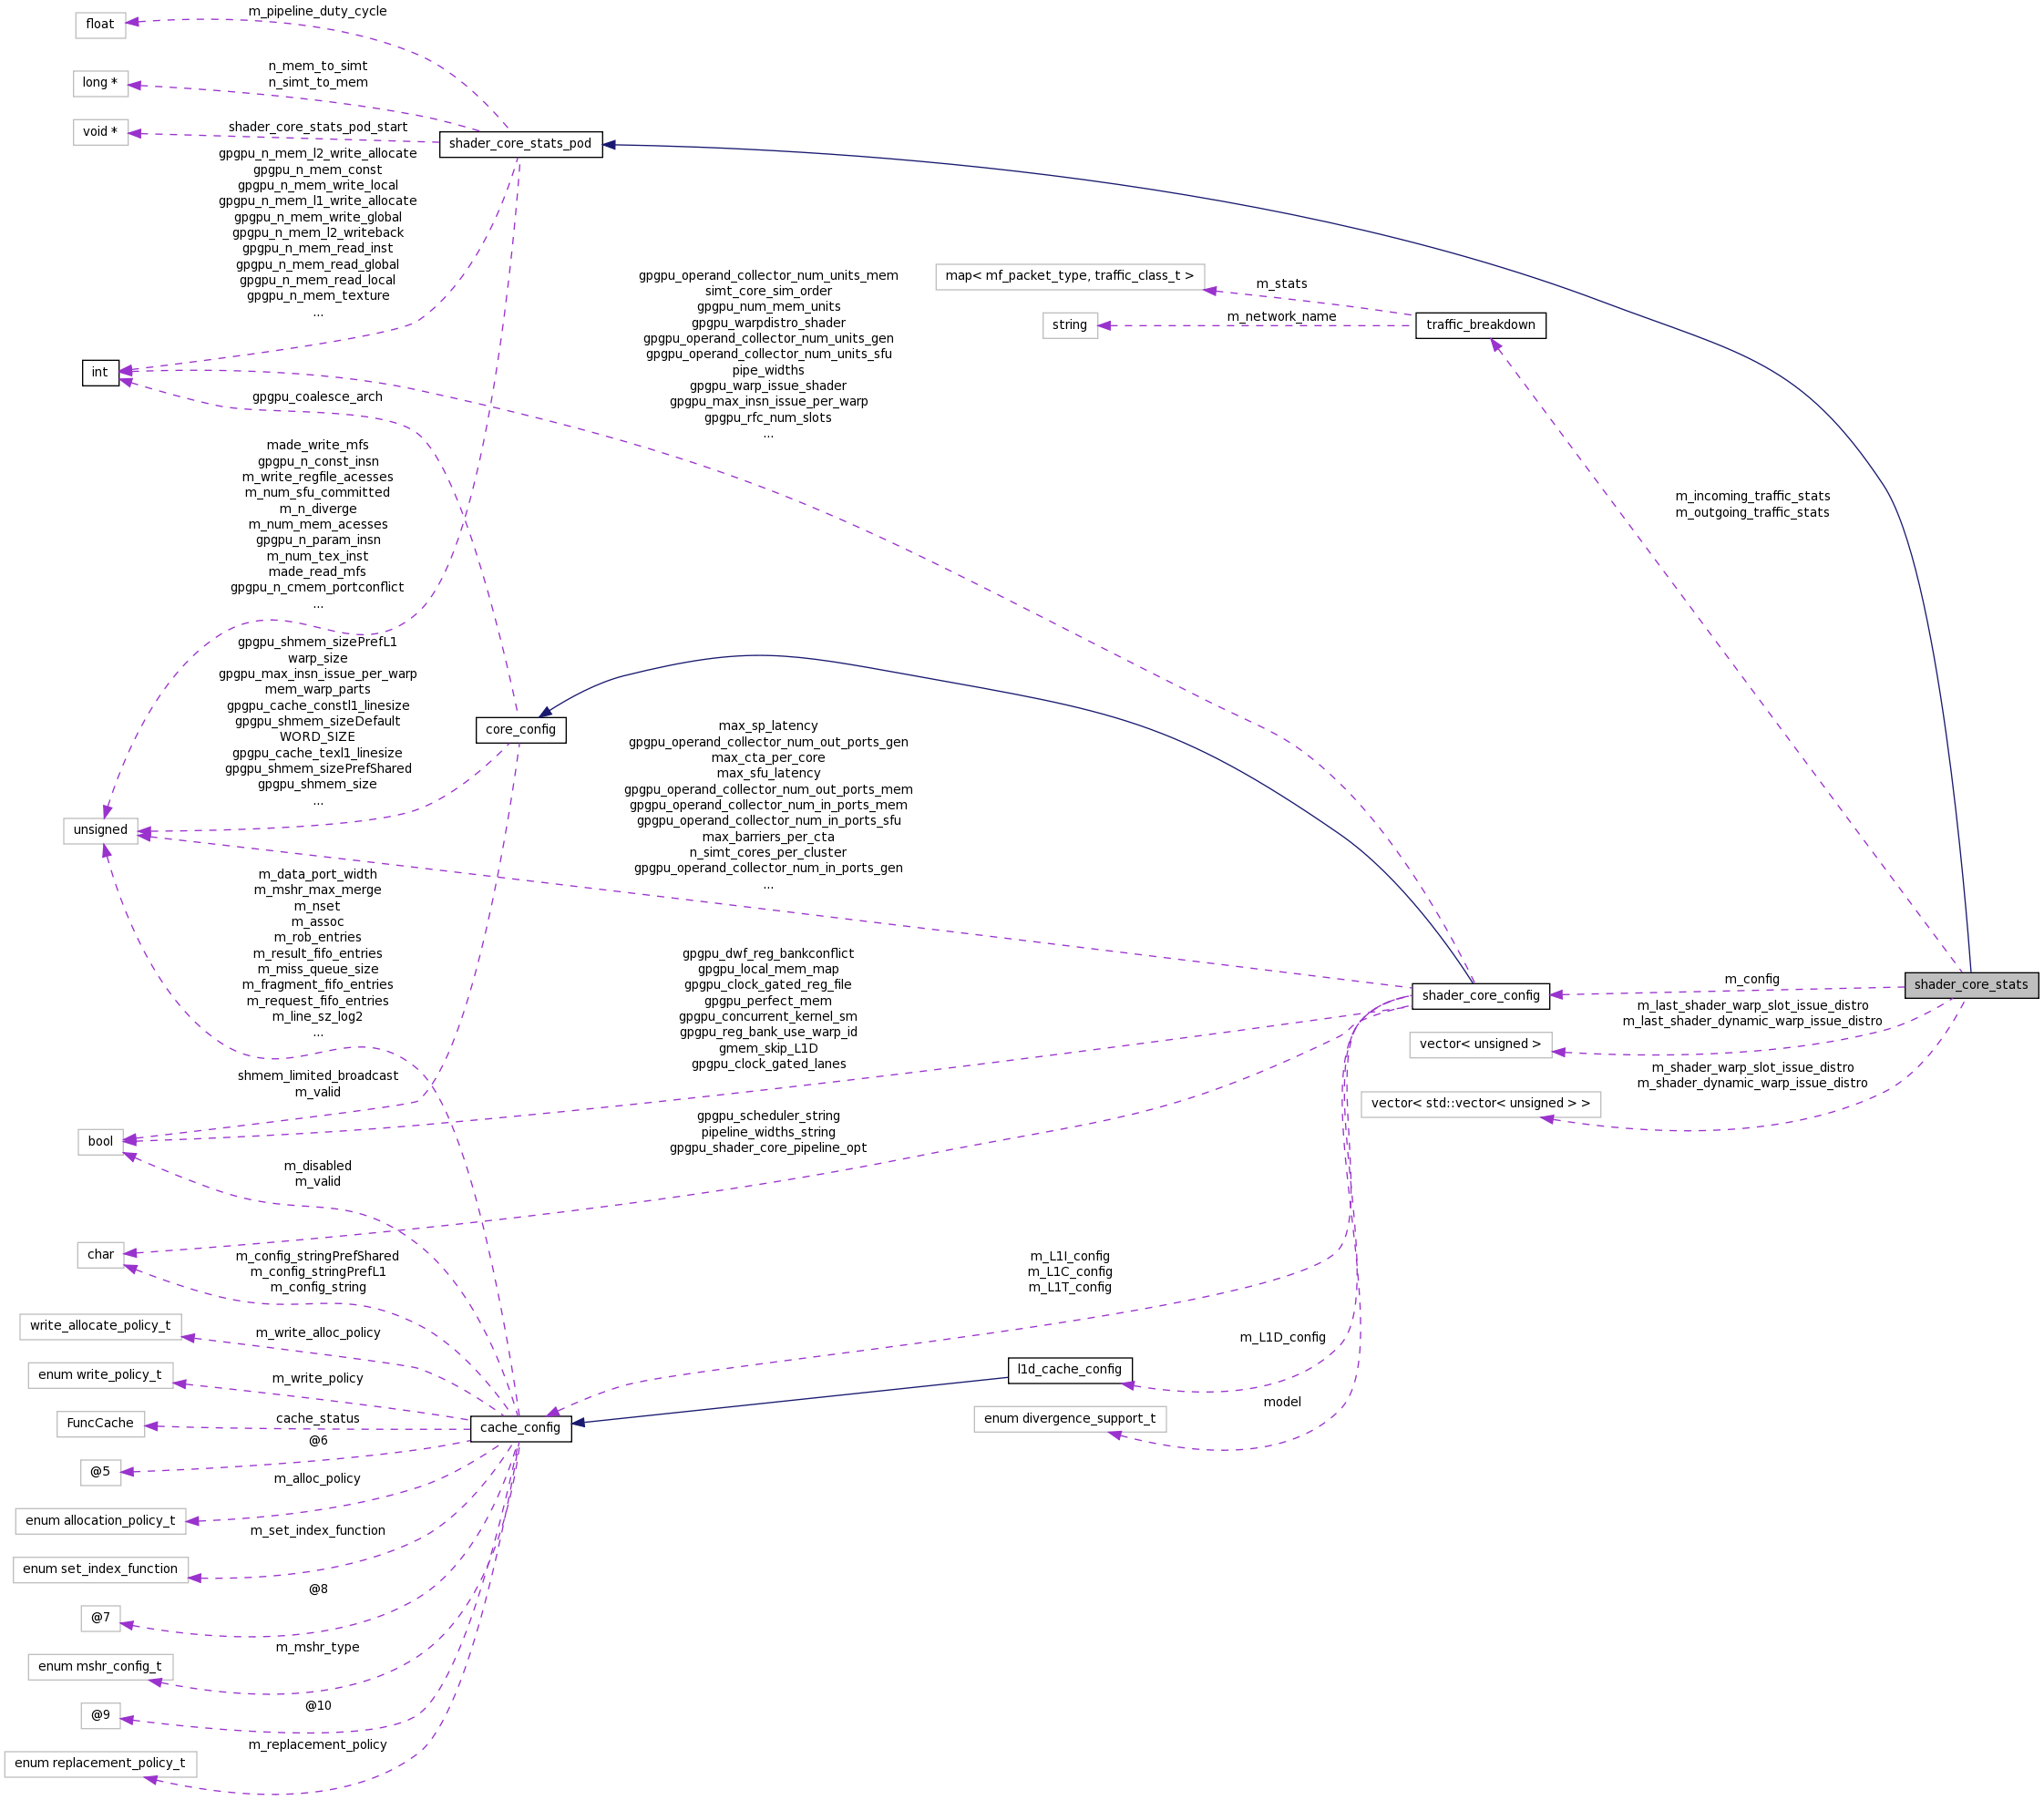 m_pipeline_duty_cycle
float
n_mem_to_simt
n_simt_to_mem
long *
shader_core_stats_pod_start
void *
shader_core_stats_pod
gpgpu_n_mem_l2_write_allocate
gpgpu_n_mem_const
gpgpu_n_mem_write_local
gpgpu_n_mem_l1_write_allocate
gpgpu_n_mem_write_global
gpgpu_n_mem_l2_writeback
gpgpu_n_mem_read_inst
gpgpu_n_mem_read_global
gpgpu_n_mem_read_local
gpgpu_n_mem_texture
...
gpgpu_operand_collector_num_units_mem
simt_core_sim_order
gpgpu_num_mem_units
gpgpu_warpdistro_shader
gpgpu_operand_collector_num_units_gen
gpgpu_operand_collector_num_units_sfu
pipe_widths
gpgpu_warp_issue_shader
gpgpu_max_insn_issue_per_warp
gpgpu_rfc_num_slots
...
map< mf_packet_type, traffic_class_t >
m_stats
string
m_network_name
traffic_breakdown
int
gpgpu_coalesce_arch
made_write_mfs
gpgpu_n_const_insn
m_write_regfile_acesses
m_num_sfu_committed
m_n_diverge
m_num_mem_acesses
gpgpu_n_param_insn
m_num_tex_inst
made_read_mfs
gpgpu_n_cmem_portconflict
...
m_incoming_traffic_stats
m_outgoing_traffic_stats
gpgpu_shmem_sizePrefL1
warp_size
gpgpu_max_insn_issue_per_warp
mem_warp_parts
gpgpu_cache_constl1_linesize
gpgpu_shmem_sizeDefault
WORD_SIZE
gpgpu_cache_texl1_linesize
gpgpu_shmem_sizePrefShared
gpgpu_shmem_size
...
core_config
max_sp_latency
gpgpu_operand_collector_num_out_ports_gen
max_cta_per_core
max_sfu_latency
gpgpu_operand_collector_num_out_ports_mem
gpgpu_operand_collector_num_in_ports_mem
gpgpu_operand_collector_num_in_ports_sfu
max_barriers_per_cta
n_simt_cores_per_cluster
gpgpu_operand_collector_num_in_ports_gen
...
unsigned
m_data_port_width
m_mshr_max_merge
m_nset
m_assoc
m_rob_entries
m_result_fifo_entries
m_miss_queue_size
m_fragment_fifo_entries
m_request_fifo_entries
m_line_sz_log2
...
gpgpu_dwf_reg_bankconflict
gpgpu_local_mem_map
gpgpu_clock_gated_reg_file
gpgpu_perfect_mem
gpgpu_concurrent_kernel_sm
gpgpu_reg_bank_use_warp_id
gmem_skip_L1D
gpgpu_clock_gated_lanes
shader_core_config
m_config
shader_core_stats
m_last_shader_warp_slot_issue_distro
m_last_shader_dynamic_warp_issue_distro
vector< unsigned >
m_shader_warp_slot_issue_distro
m_shader_dynamic_warp_issue_distro
vector< std::vector< unsigned > >
shmem_limited_broadcast
m_valid
bool
gpgpu_scheduler_string
pipeline_widths_string
gpgpu_shader_core_pipeline_opt
m_disabled
m_valid
char
m_config_stringPrefShared
m_config_stringPrefL1
m_config_string
m_L1I_config
m_L1C_config
m_L1T_config
write_allocate_policy_t
m_write_alloc_policy
m_L1D_config
enum write_policy_t
m_write_policy
l1d_cache_config
FuncCache
cache_status
cache_config
enum divergence_support_t
model
@6
@5
m_alloc_policy
enum allocation_policy_t
m_set_index_function
enum set_index_function
@8
@7
m_mshr_type
enum mshr_config_t
@10
@9
m_replacement_policy
enum replacement_policy_t